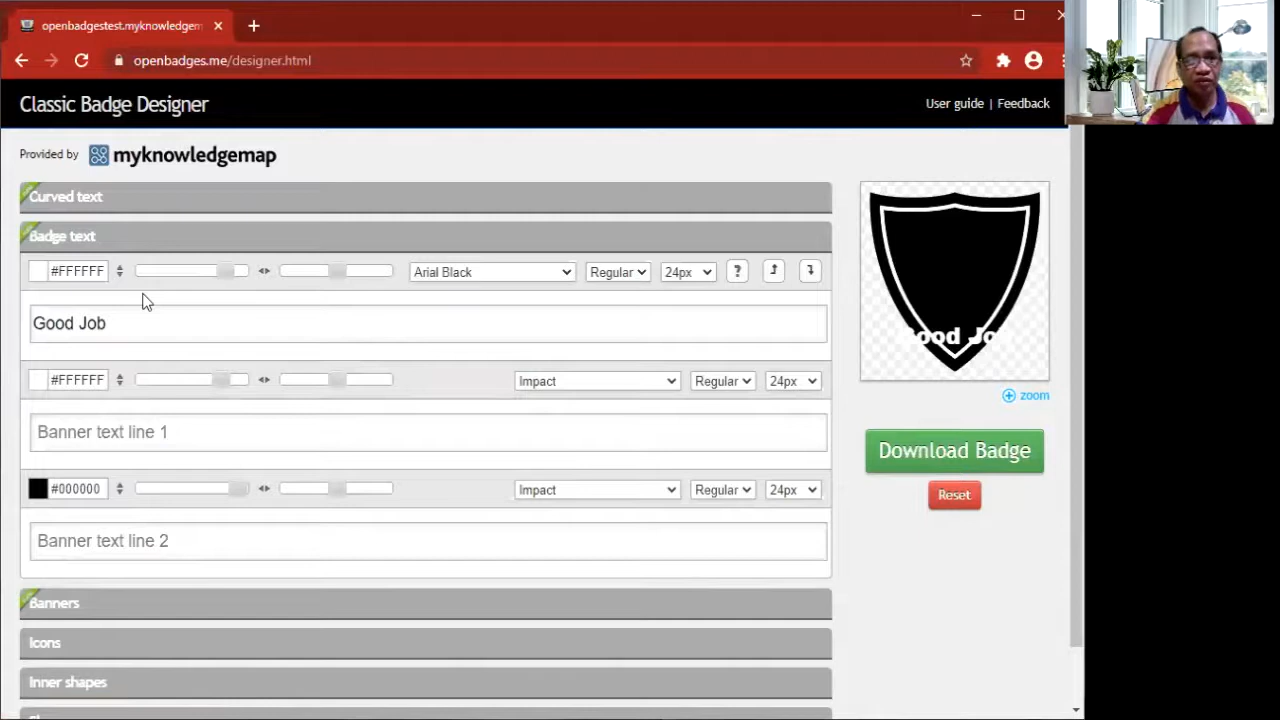 openbadgestest.myknowledgem
openbadges.me/designer.html
Classic Badge Designer
User guide | Feedback
Provided by myknowledgemap
Curved text
Badge text
#FFFFFF Arial Black Regular 24px ?
Good Job
Good Job
#FFFFFF Impact Regular 24px
zoom
Banner text line 1
Download Badge
#000000 Impact Regular 24px
Reset
Banner text line 2
Banners
Icons
Inner shapes